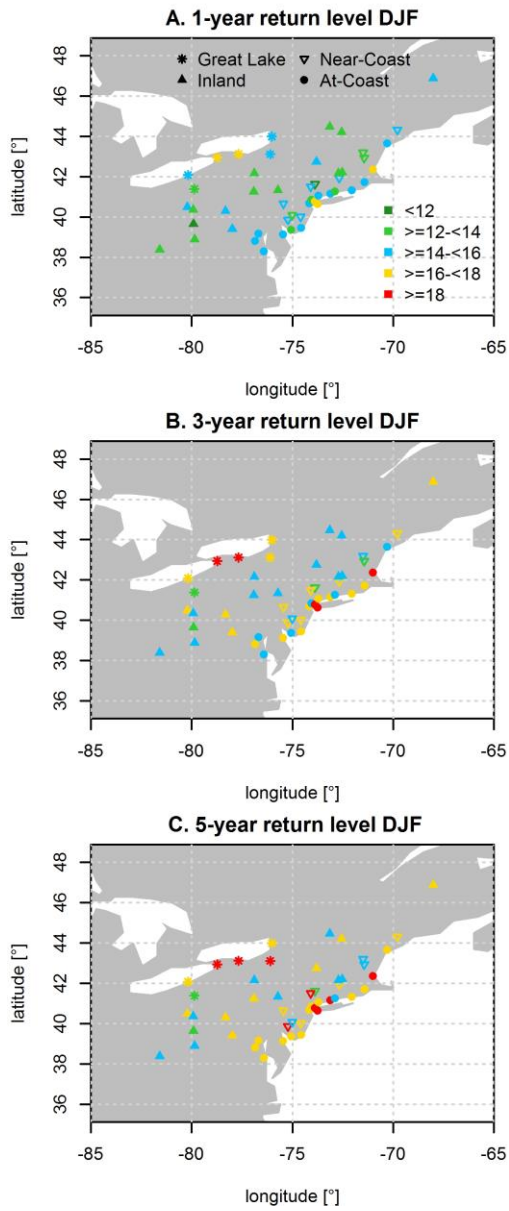 A. 1-year return level DJF
Great Lake
Near-Coast
Inland
At-Coast
<12
>=12-<14
>=14-<16
>=16-<18
>=18
latitude [°]
48
46
44
42
40
38
36
-85 -80 -75 -70 -65
longitude [°]
B. 3-year return level DJF
latitude [°]
48
46
44
42
40
38
36
-85 -80 -75 -70 -65
longitude [°]
C. 5-year return level DJF
latitude [°]
48
46
44
42
40
38
36
-85 -80 -75 -70 -65
longitude [°]